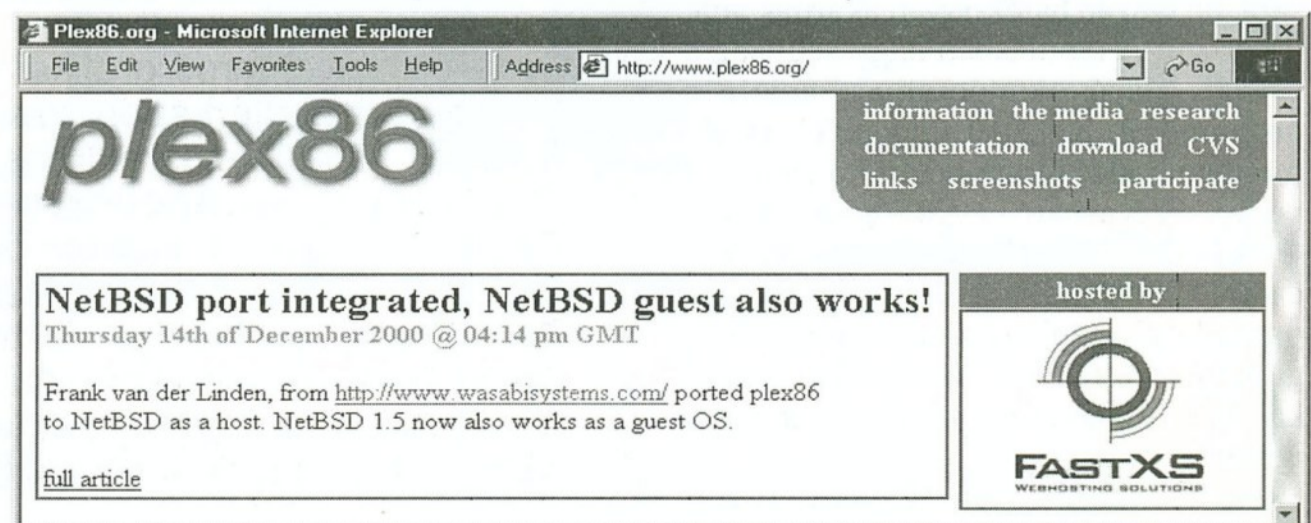 Plex86.org - Microsoft Internet Explorer
File Edit View Favorites Tools Help Address http://www.plex86.org/ Go
plex86
information the media research
documentation download CVS
links screenshots participate
NetBSD port integrated, NetBSD guest also works!
Thursday 14th of December 2000 @ 04:14 pm GMT
Frank van der Linden, from http://www.wasabisystems.com/ ported plex86
to NetBSD as a host. NetBSD 1.5 now also works as a guest OS.
full article
hosted by
FASTXS
WEBHOSTING SOLUTIONS